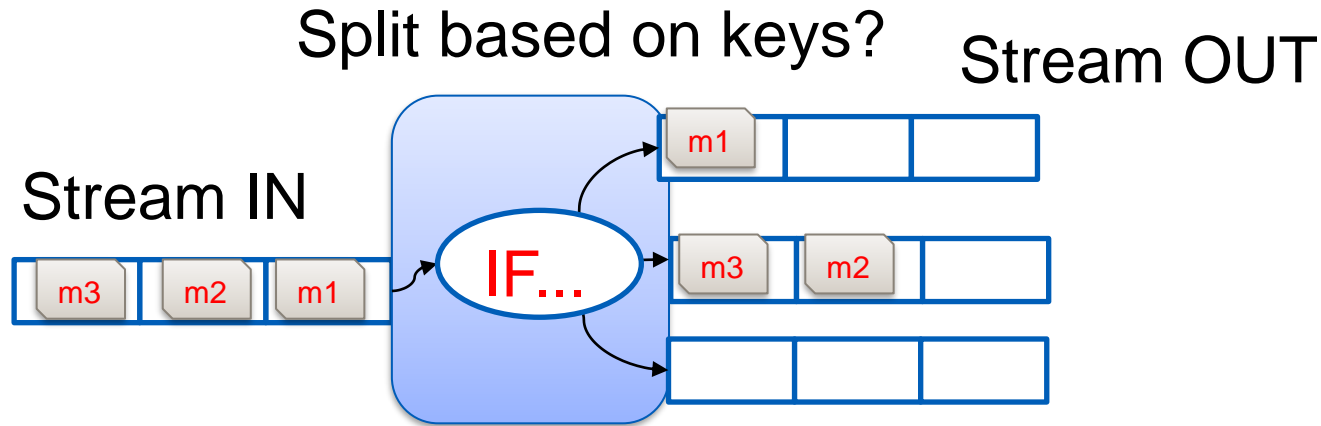 Split based on keys?
Stream OUT
m1
Stream IN
IF...
m3 m2
m3 m2 m1